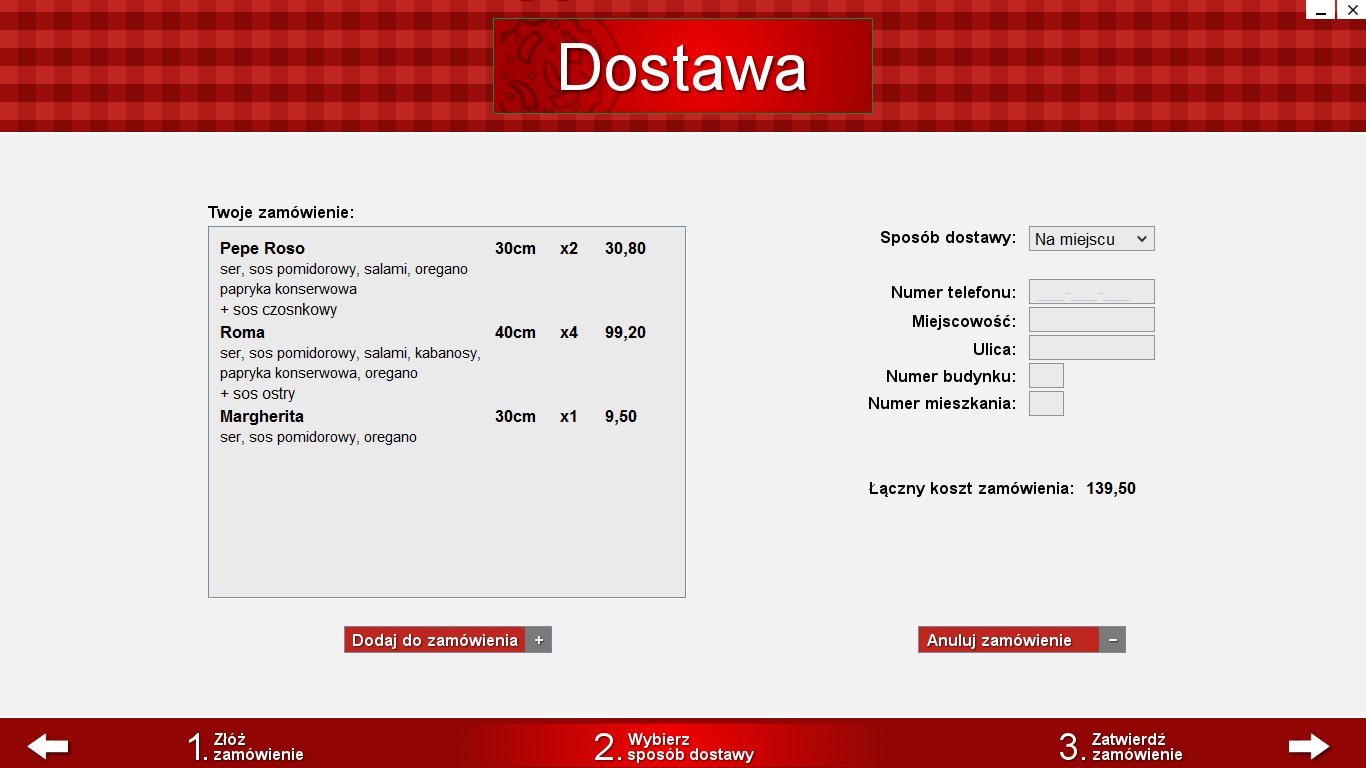 Dostawa
Twoje zamówienie:
Pepe Roso 30cm x2 30,80
ser, sos pomidorowy, salami, oregano
papryka konserwowa
+ sos czosnkowy
Roma 40cm x4 99,20
ser, sos pomidorowy, salami, kabanosy,
papryka konserwowa, oregano
+ sos ostry
Margherita 30cm x1 9,50
ser, sos pomidorowy, oregano
Sposób dostawy: Na miejscu
Numer telefonu: ___-___-___
Miejscowość:
Ulica:
Numer budynku:
Numer mieszkania:
Łączny koszt zamówienia: 139,50
Dodaj do zamówienia +
Anuluj zamówienie −
1. Złóż
zamówienie
2. Wybierz
sposób dostawy
3. Zatwierdź
zamówienie